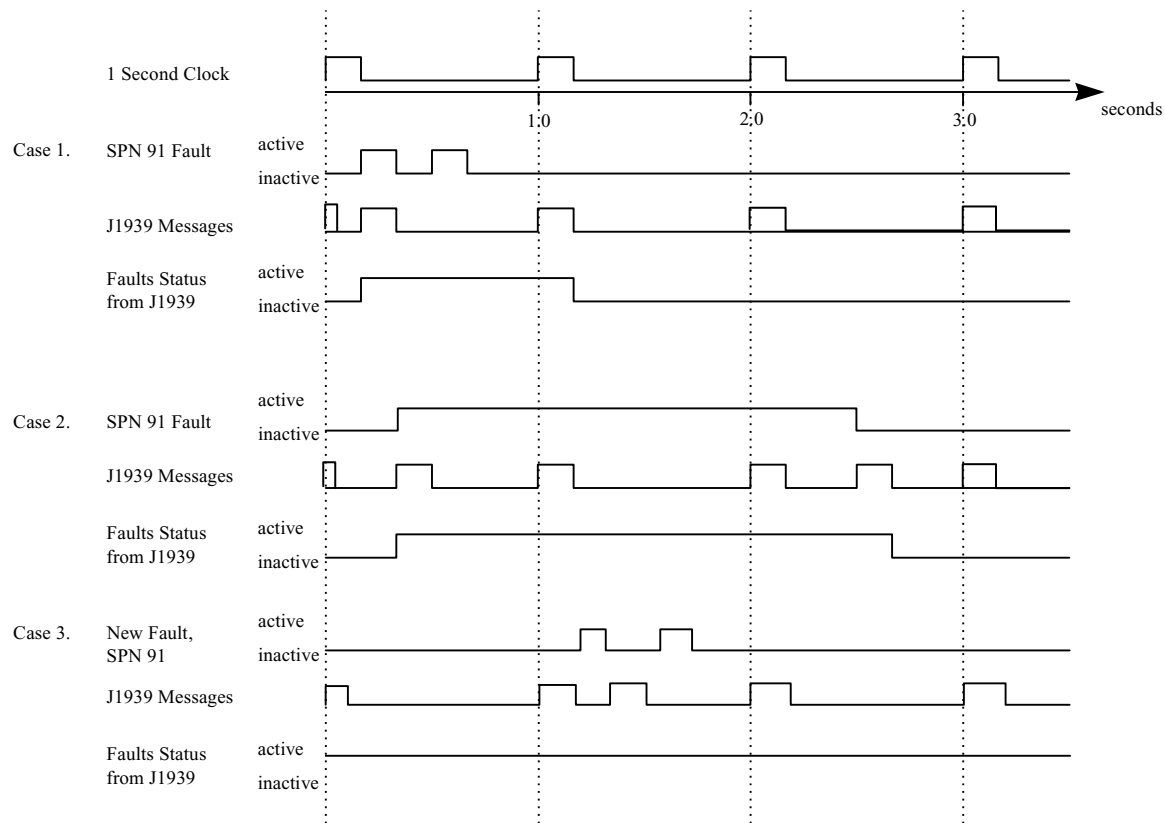 1 Second Clock
seconds
1:0
2:0
3:0
Case 1.
SPN 91 Fault
active
inactive
J1939 Messages
Faults Status
from J1939
active
inactive
Case 2.
SPN 91 Fault
active
inactive
J1939 Messages
Faults Status
from J1939
active
inactive
Case 3.
New Fault,
SPN 91
active
inactive
J1939 Messages
Faults Status
from J1939
active
inactive